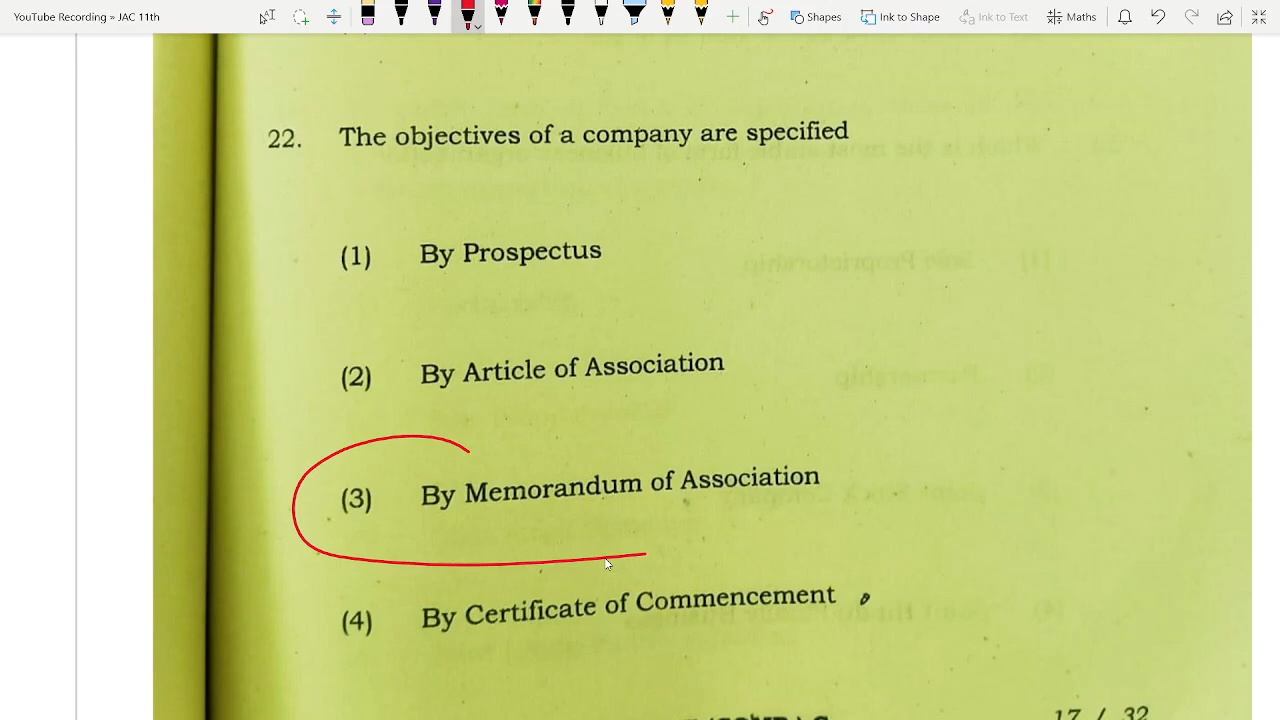 YouTube Recording » JAC 11th
Shapes
Ink to Shape
Ink to Text
Maths
22. The objectives of a company are specified
(1) By Prospectus
(2) By Article of Association
(3) By Memorandum of Association
(4) By Certificate of Commencement
17 / 32